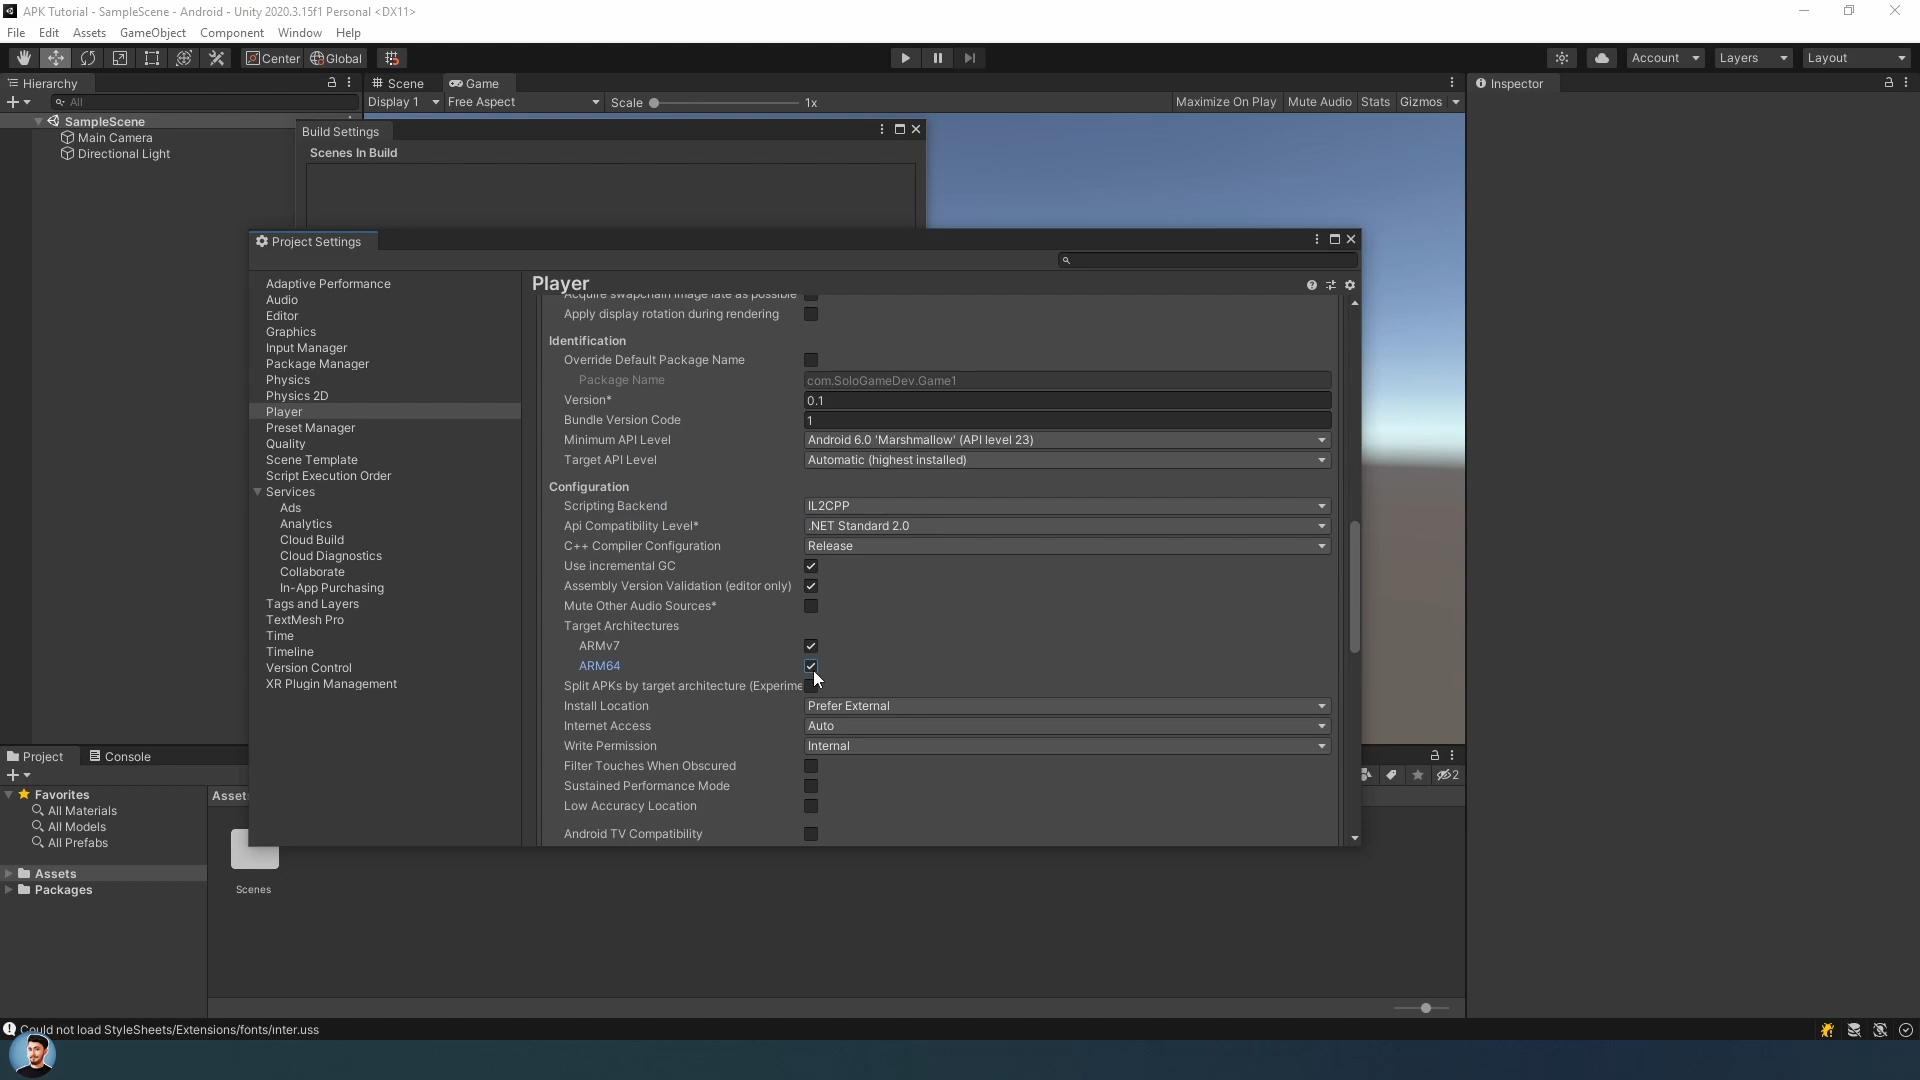 APK Tutorial - SampleScene - Android - Unity 2020.3.15f1 Personal <DX11>
File Edit Assets GameObject Component Window Help
Center Global
Account Layers Layout
Hierarchy
All
SampleScene
Main Camera
Directional Light
Scene Game
Display 1 Free Aspect Scale 1x Maximize On Play Mute Audio Stats Gizmos
Inspector
Build Settings
Scenes In Build
Project Settings
Adaptive Performance
Audio
Editor
Graphics
Input Manager
Package Manager
Physics
Physics 2D
Player
Preset Manager
Quality
Scene Template
Script Execution Order
Services
Ads
Analytics
Cloud Build
Cloud Diagnostics
Collaborate
In-App Purchasing
Tags and Layers
TextMesh Pro
Time
Timeline
Version Control
XR Plugin Management
Player
Acquire swapchain image late as possible
Apply display rotation during rendering
Identification
Override Default Package Name
Package Name com.SoloGameDev.Game1
Version* 0.1
Bundle Version Code 1
Minimum API Level Android 6.0 'Marshmallow' (API level 23)
Target API Level Automatic (highest installed)
Configuration
Scripting Backend IL2CPP
Api Compatibility Level* .NET Standard 2.0
C++ Compiler Configuration Release
Use incremental GC
Assembly Version Validation (editor only)
Mute Other Audio Sources*
Target Architectures
ARMv7
ARM64
Split APKs by target architecture (Experime
Install Location Prefer External
Internet Access Auto
Write Permission Internal
Filter Touches When Obscured
Sustained Performance Mode
Low Accuracy Location
Android TV Compatibility
Project Console
2
Favorites
All Materials
All Models
All Prefabs
Assets
Packages
Asset
Scenes
Could not load StyleSheets/Extensions/fonts/inter.uss